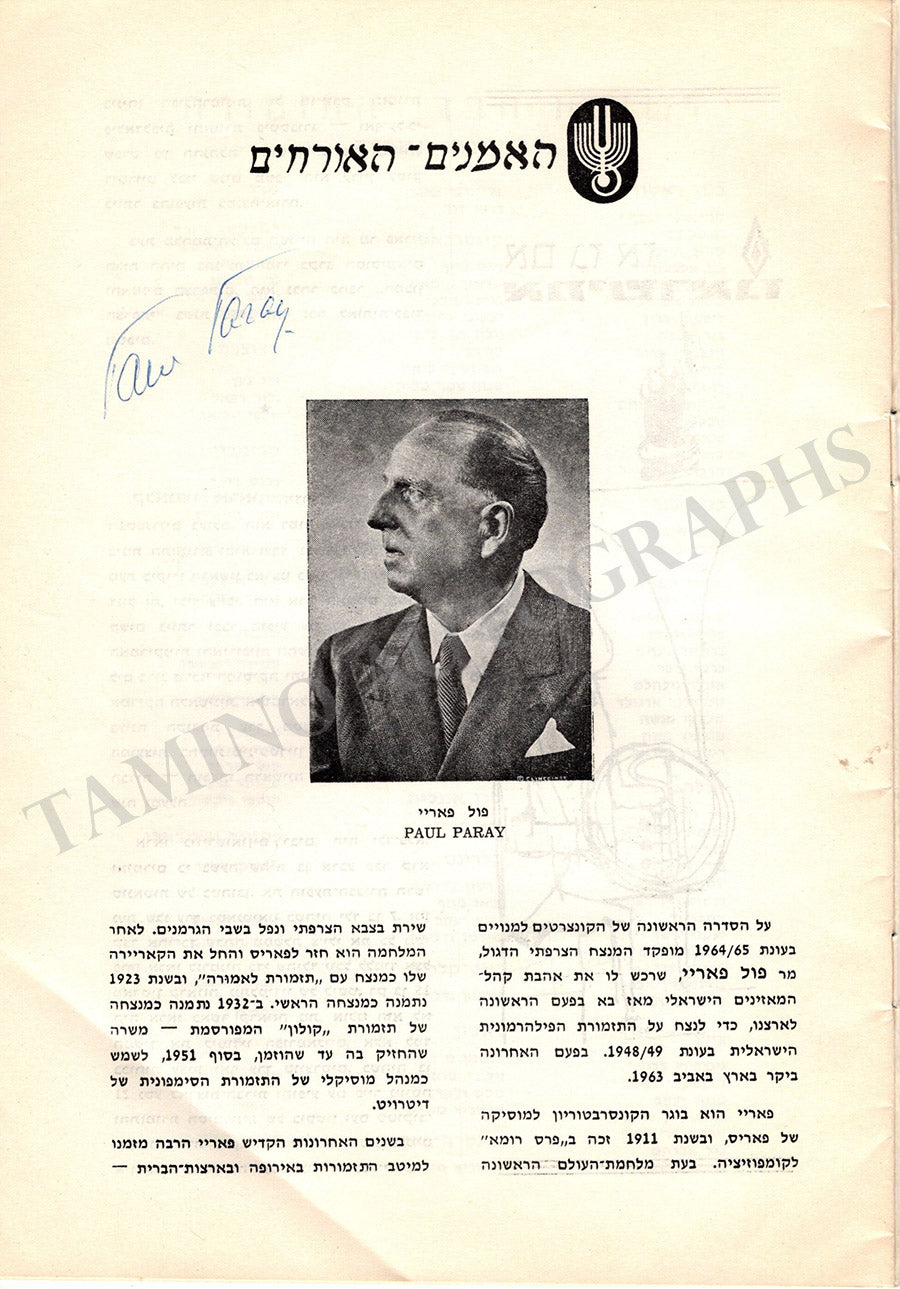 האמנים־האורחים
Paul Paray
TAMINO AUTOGRAPHS
פול פאריי
PAUL PARAY
על הסדרה הראשונה של הקונצרטים למנויים
בעונת 1964/65 מופקד המנצח הצרפתי הדגול,
מר פול פאריי, שרכש לו את אהבת קהל־
המאזינים הישראלי מאז בא בפעם הראשונה
לארצנו, כדי לנצח על התזמורת הפילהרמונית
הישראלית בעונת 1948/49. בפעם האחרונה
ביקר בארץ באביב 1963.
פאריי הוא בוגר הקונסרבטוריון למוסיקה
של פאריס, ובשנת 1911 זכה ב„פרס רומא"
לקומפוזיציה. בעת מלחמת־העולם הראשונה
שירת בצבא הצרפתי ונפל בשבי הגרמנים. לאחר
המלחמה הוא חזר לפאריס והחל את הקאריירה
שלו כמנצח עם „תזמורת לאמורה", ובשנת 1923
נתמנה כמנצחה הראשי. ב־1932 נתמנה כמנצחה
של תזמורת „קולון" המפורסמת — משרה
שהחזיק בה עד שהוזמן, בסוף 1951, לשמש
כמנהל מוסיקלי של התזמורת הסימפונית של
דיטרויט.
בשנים האחרונות הקדיש פאריי הרבה מזמנו
למיטב התזמורות באירופה ובארצות־הברית —